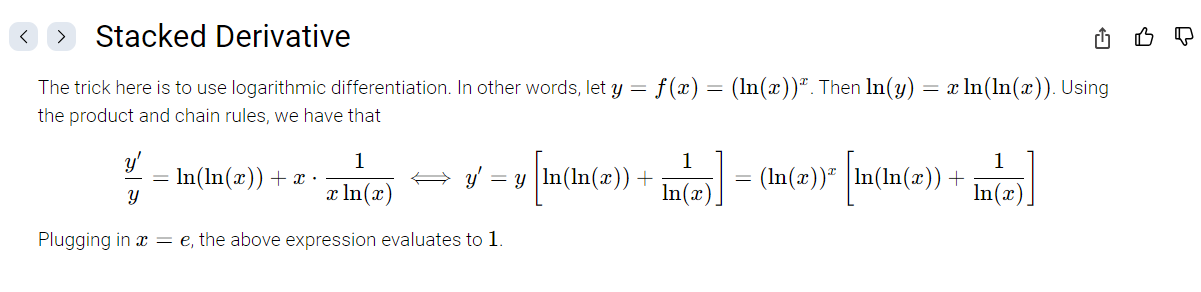 Stacked Derivative
The trick here is to use logarithmic differentiation. In other words, let y = f(x) = (ln(x))^x. Then ln(y) = x ln(ln(x)). Using
the product and chain rules, we have that
y'/y = ln(ln(x)) + x · 1/(x ln(x)) ⟺ y' = y [ln(ln(x)) + 1/ln(x)] = (ln(x))^x [ln(ln(x)) + 1/ln(x)]
Plugging in x = e, the above expression evaluates to 1.